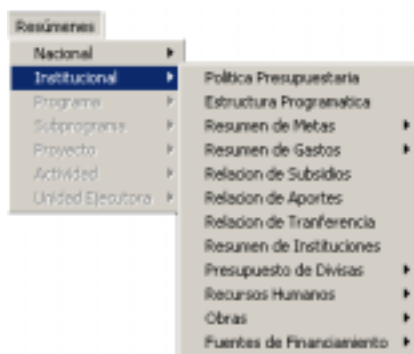 Resúmenes
Nacional
Institucional
Programa
Subprograma
Proyecto
Actividad
Unidad Ejecutora
Politica Presupuestaria
Estructura Programatica
Resumen de Metas
Resumen de Gastos
Relacion de Subsidios
Relacion de Aportes
Relacion de Tranferencia
Resumen de Instituciones
Presupuesto de Divisas
Recursos Humanos
Obras
Fuentes de Financiamiento